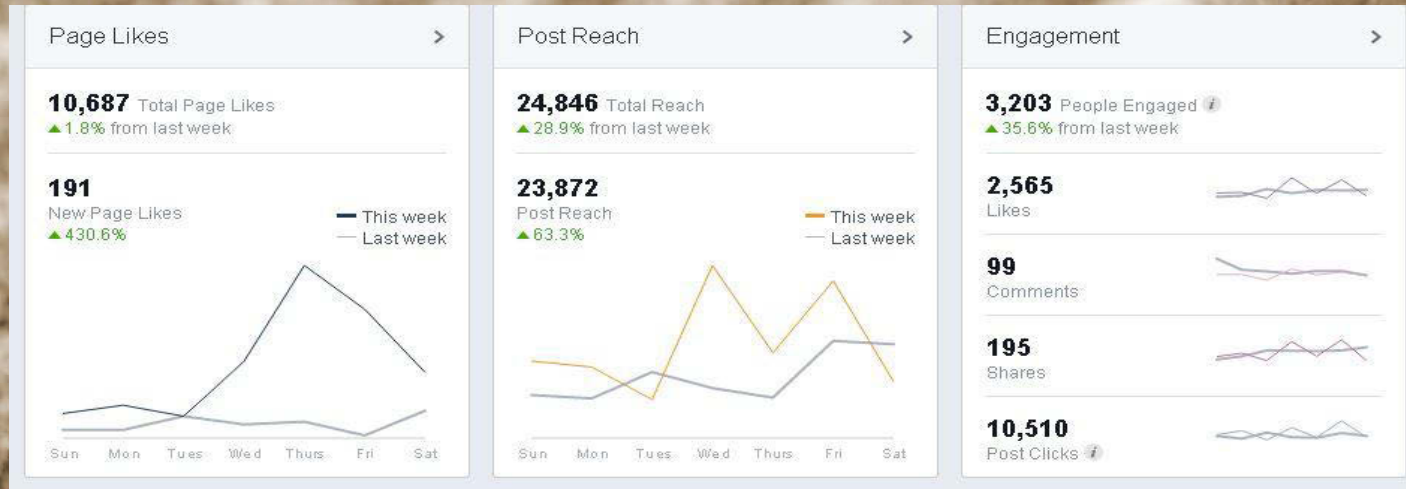 Page Likes
10,687 Total Page Likes
1.8% from last week
191
New Page Likes
430.6%
This week
Last week
Sun Mon Tues Wed Thurs Fri Sat
Post Reach
24,846 Total Reach
28.9% from last week
23,872
Post Reach
63.3%
This week
Last week
Sun Mon Tues Wed Thurs Fri Sat
Engagement
3,203 People Engaged i
35.6% from last week
2,565
Likes
99
Comments
195
Shares
10,510
Post Clicks i